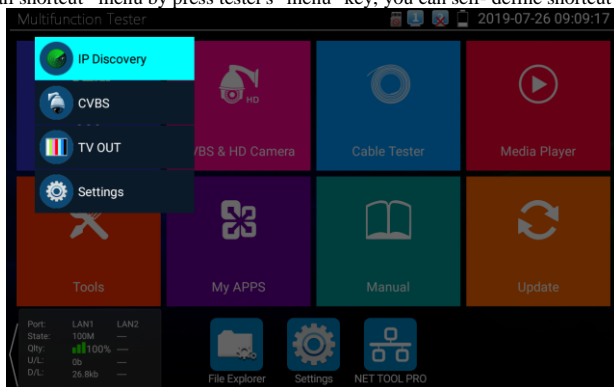 shortcut" menu by press tester's "menu" key, you can self- define shortcut
Multifunction Tester
2019-07-26 09:09:17
IP Discovery
CVBS
TV OUT
Settings
HD
VBS & HD Camera
Cable Tester
Media Player
Tools
My APPS
Manual
Update
Port: LAN1 LAN2
State: 100M —
Qlty: 100% —
U/L: 0b —
D/L: 26.8kb —
File Explorer
Settings
NET TOOL PRO